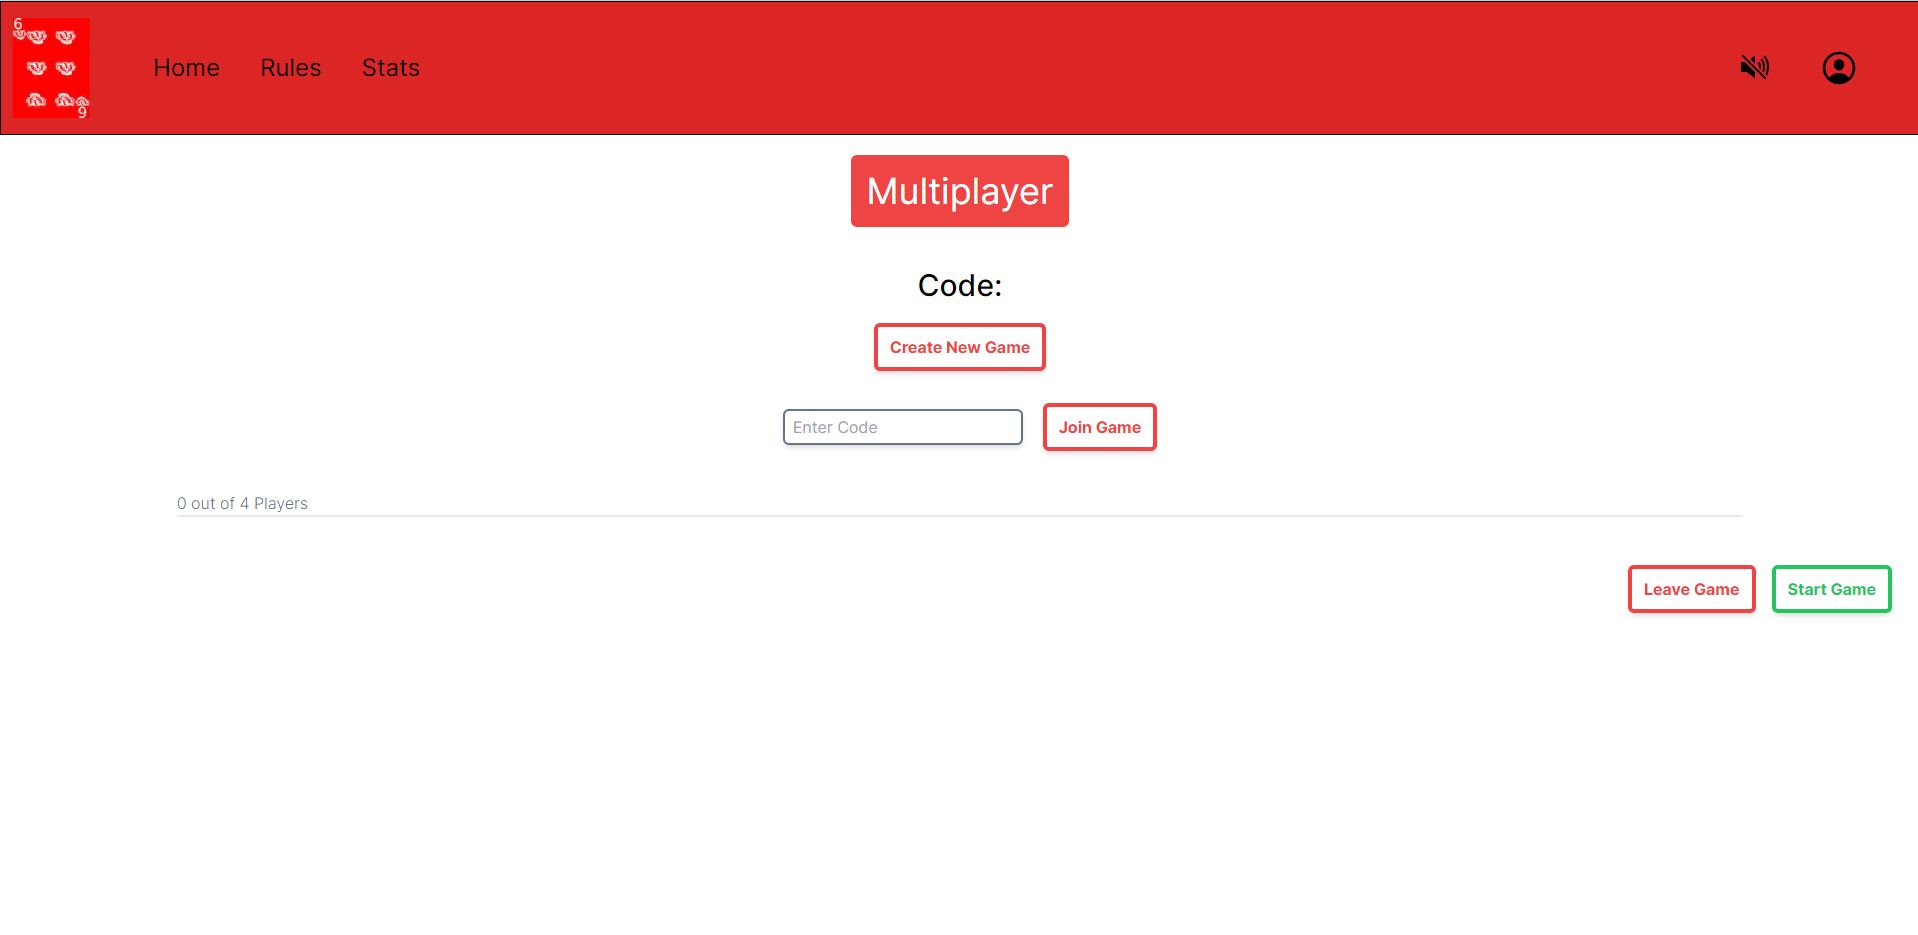 6
9
Home Rules Stats
Multiplayer
Code:
Create New Game
Enter Code Join Game
0 out of 4 Players
Leave Game Start Game